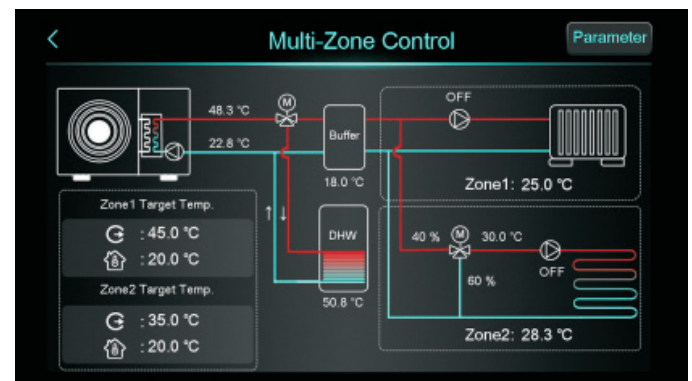 Multi-Zone Control
Parameter
48.3 °C
M
22.8 °C
Buffer
18.0 °C
OFF
Zone1: 25.0 °C
Zone1 Target Temp.
: 45.0 °C
: 20.0 °C
Zone2 Target Temp.
: 35.0 °C
: 20.0 °C
DHW
50.8 °C
40 %
M
30.0 °C
60 %
OFF
Zone2: 28.3 °C